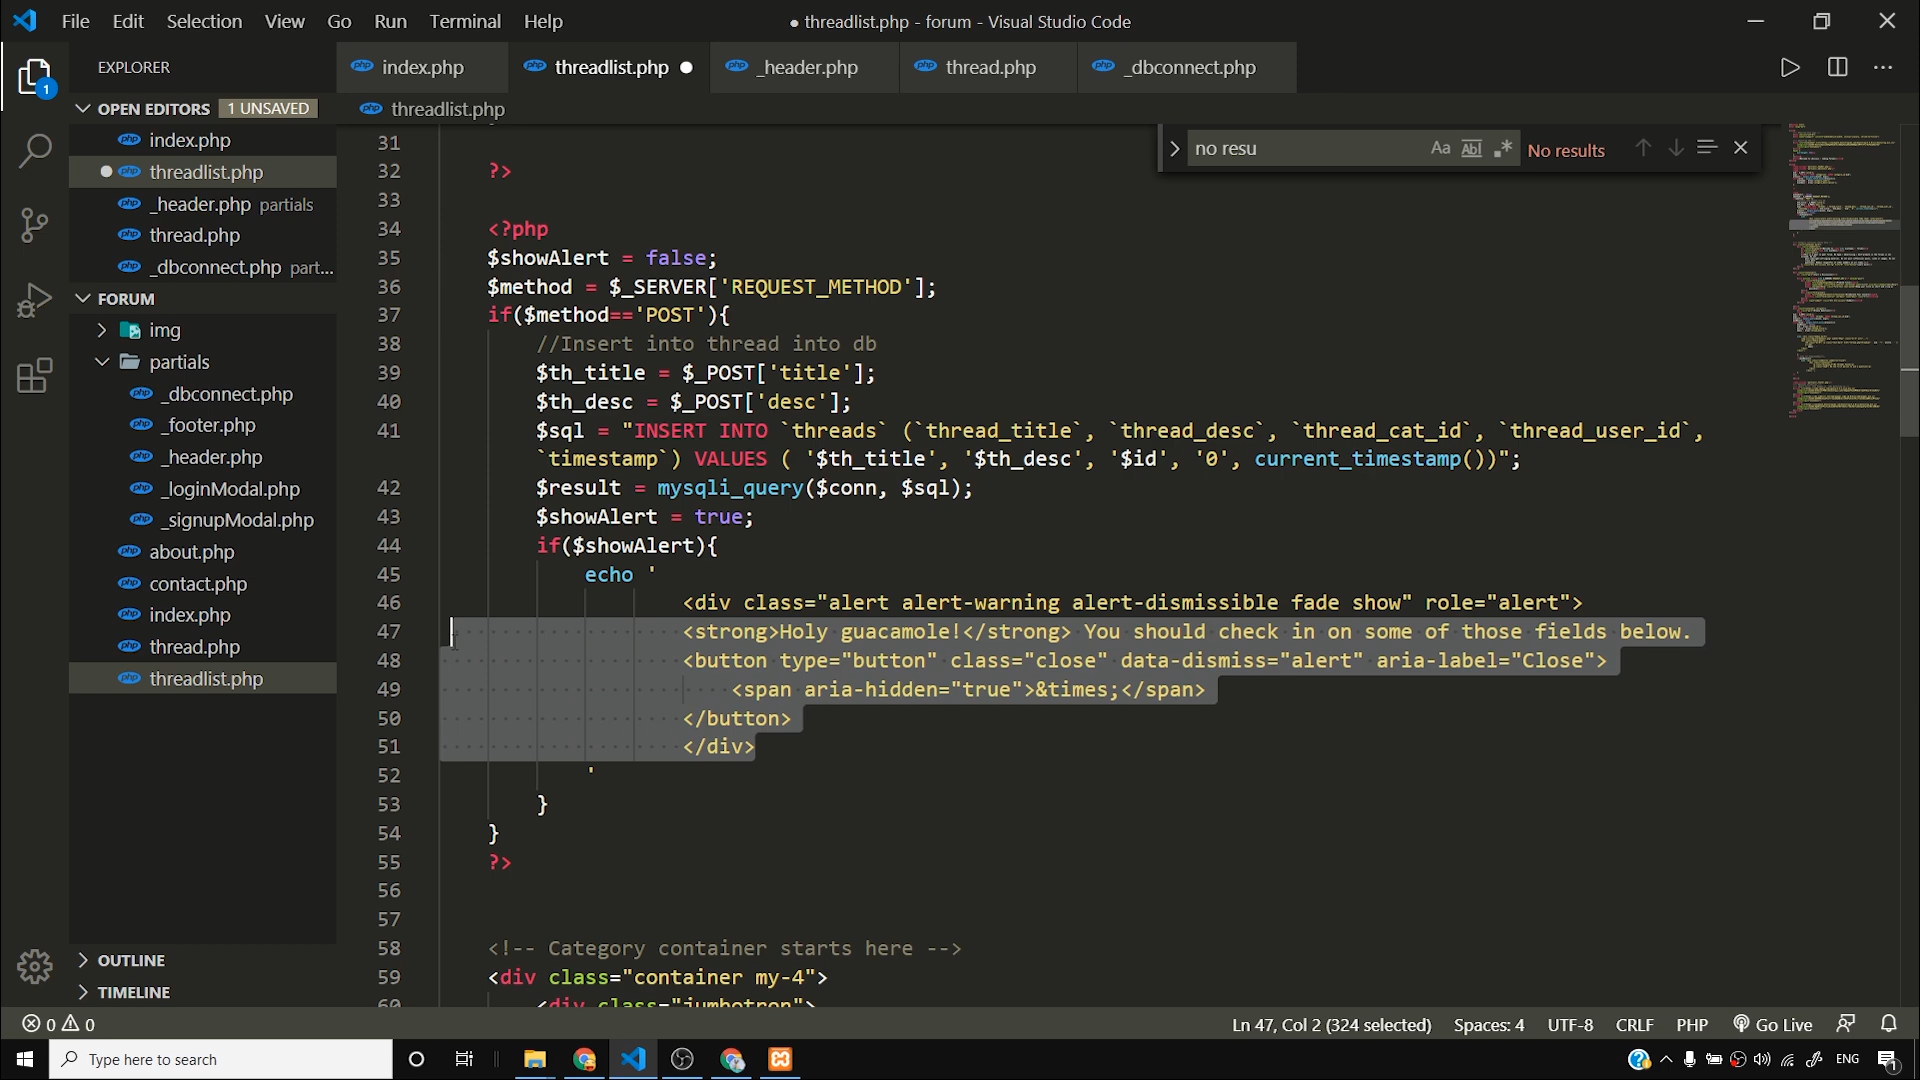 File Edit Selection View Go Run Terminal Help
● threadlist.php - forum - Visual Studio Code
EXPLORER
OPEN EDITORS 1 UNSAVED
index.php
threadlist.php
_header.php partials
thread.php
_dbconnect.php part...
FORUM
img
partials
_dbconnect.php
_footer.php
_header.php
_loginModal.php
_signupModal.php
about.php
contact.php
index.php
thread.php
threadlist.php
OUTLINE
TIMELINE
1
index.php threadlist.php _header.php thread.php _dbconnect.php
threadlist.php
no resu Aa Abl No results
31
32 ?>
33
34 <?php
35 $showAlert = false;
36 $method = $_SERVER['REQUEST_METHOD'];
37 if($method=='POST'){
38 //Insert into thread into db
39 $th_title = $_POST['title'];
40 $th_desc = $_POST['desc'];
41 $sql = "INSERT INTO `threads` (`thread_title`, `thread_desc`, `thread_cat_id`, `thread_user_id`,
`timestamp`) VALUES ( '$th_title', '$th_desc', '$id', '0', current_timestamp())";
42 $result = mysqli_query($conn, $sql);
43 $showAlert = true;
44 if($showAlert){
45 echo '
46 <div class="alert alert-warning alert-dismissible fade show" role="alert">
47 <strong>Holy guacamole!</strong> You should check in on some of those fields below.
48 <button type="button" class="close" data-dismiss="alert" aria-label="Close">
49 <span aria-hidden="true">&times;</span>
50 </button>
51 </div>
52 '
53 }
54 }
55 ?>
56
57
58 <!-- Category container starts here -->
59 <div class="container my-4">
60 <div class="jumbotron">
0 0
Ln 47, Col 2 (324 selected) Spaces: 4 UTF-8 CRLF PHP Go Live
Type here to search
ENG
1